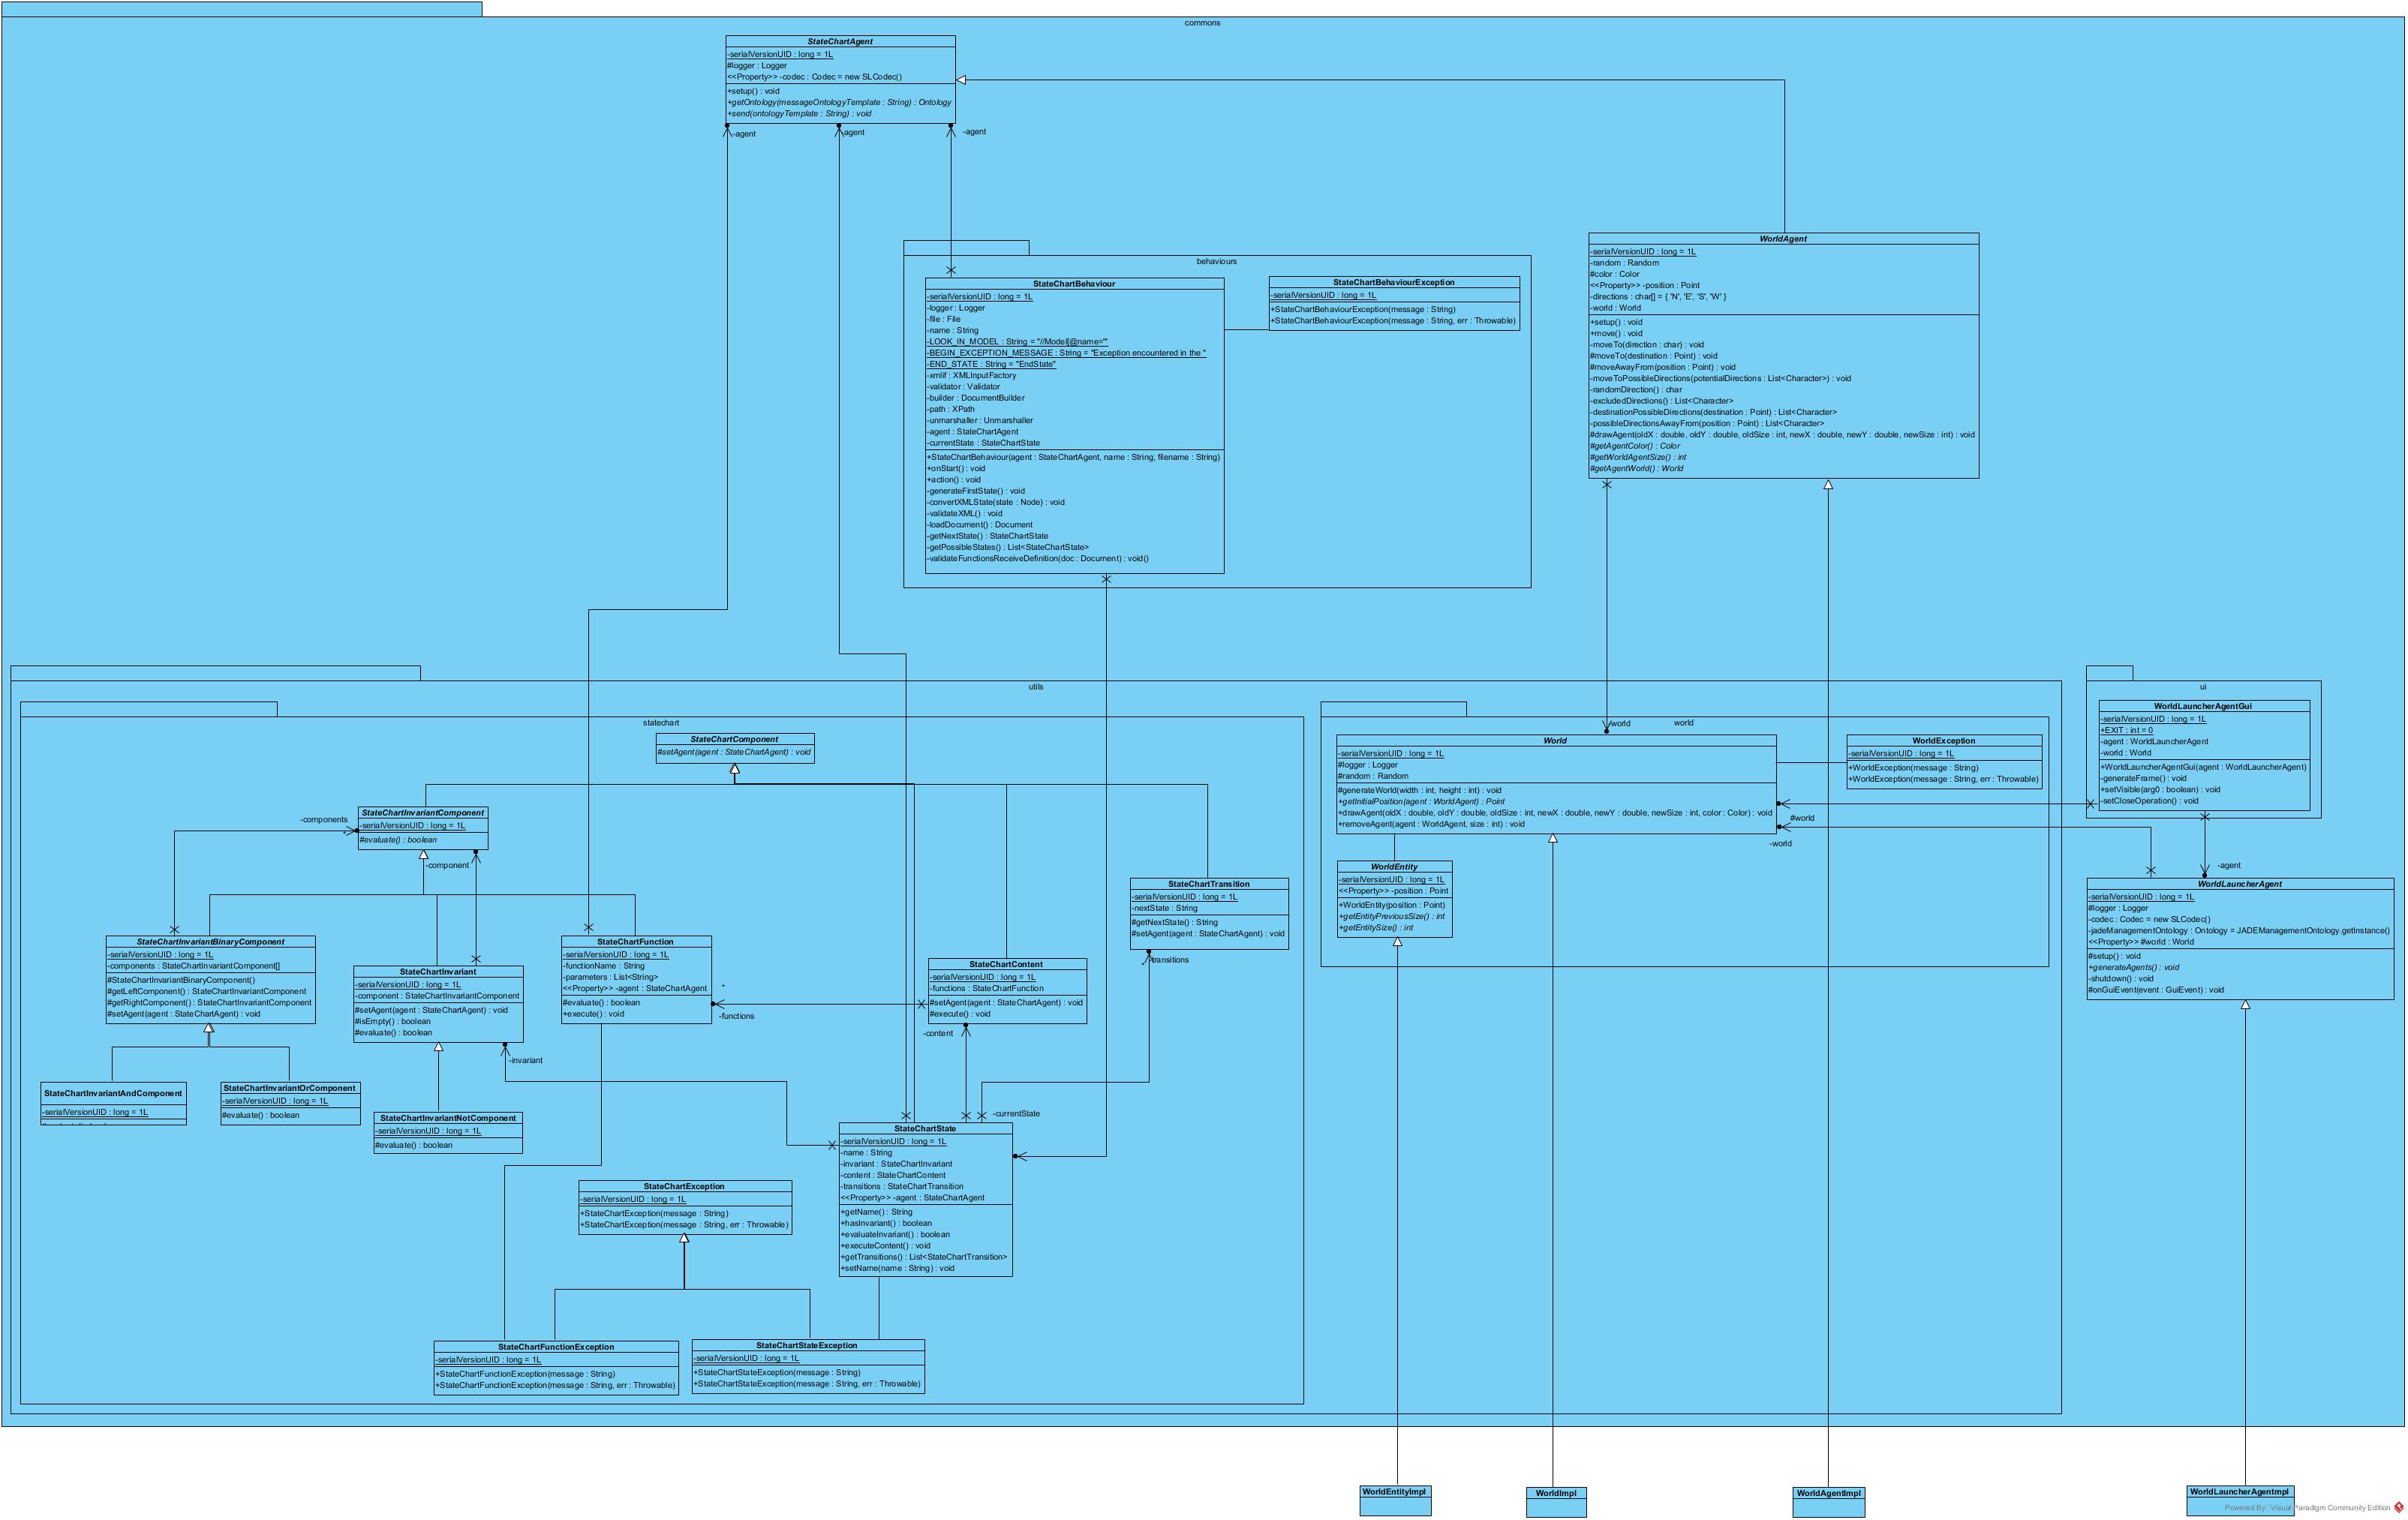 commons
StateChartAgent
-serialVersionUID : long = 1L
#logger : Logger
<<Property>> -codec : Codec = new SLCodec()
+setup() : void
+getOntology(messageOntologyTemplate : String) : Ontology
+send(ontologyTemplate : String) : void
-agent
-agent
-agent
behaviours
StateChartBehaviour
-serialVersionUID : long = 1L
-logger : Logger
-file : File
-name : String
-LOOK_IN_MODEL : String = "//Model[@name='"
-BEGIN_EXCEPTION_MESSAGE : String = "Exception encountered in the "
-END_STATE : String = "EndState"
-xmlif : XMLInputFactory
-validator : Validator
-builder : DocumentBuilder
-path : XPath
-unmarshaller : Unmarshaller
-agent : StateChartAgent
-currentState : StateChartState
+StateChartBehaviour(agent : StateChartAgent, name : String, filename : String)
+onStart() : void
+action() : void
-generateFirstState() : void
-convertXMLState(state : Node) : void
-validateXML() : void
-loadDocument() : Document
-getNextState() : StateChartState
-getPossibleStates() : List<StateChartState>
-validateFunctionsReceiveDefinition(doc : Document) : void()
StateChartBehaviourException
-serialVersionUID : long = 1L
+StateChartBehaviourException(message : String)
+StateChartBehaviourException(message : String, err : Throwable)
WorldAgent
-serialVersionUID : long = 1L
-random : Random
#color : Color
<<Property>> -position : Point
-directions : char[] = { 'N', 'E', 'S', 'W' }
-world : World
+setup() : void
+move() : void
-moveTo(direction : char) : void
#moveTo(destination : Point) : void
#moveAwayFrom(position : Point) : void
-moveToPossibleDirections(potentialDirections : List<Character>) : void
-randomDirection() : char
-excludedDirections() : List<Character>
-destinationPossibleDirections(destination : Point) : List<Character>
-possibleDirectionsAwayFrom(position : Point) : List<Character>
#drawAgent(oldX : double, oldY : double, oldSize : int, newX : double, newY : double, newSize : int) : void
#getAgentColor() : Color
#getWorldAgentSize() : int
#getAgentWorld() : World
utils
statechart
StateChartComponent
#setAgent(agent : StateChartAgent) : void
-components
*
StateChartInvariantComponent
-serialVersionUID : long = 1L
#evaluate() : boolean
-component
StateChartInvariantBinaryComponent
-serialVersionUID : long = 1L
-components : StateChartInvariantComponent[]
#StateChartInvariantBinaryComponent()
#getLeftComponent() : StateChartInvariantComponent
#getRightComponent() : StateChartInvariantComponent
#setAgent(agent : StateChartAgent) : void
StateChartInvariant
-serialVersionUID : long = 1L
-component : StateChartInvariantComponent
#setAgent(agent : StateChartAgent) : void
#isEmpty() : boolean
#evaluate() : boolean
-invariant
StateChartFunction
-serialVersionUID : long = 1L
-functionName : String
-parameters : List<String>
<<Property>> -agent : StateChartAgent
#evaluate() : boolean
+execute() : void
*
-functions
StateChartContent
-serialVersionUID : long = 1L
-functions : StateChartFunction
#setAgent(agent : StateChartAgent) : void
#execute() : void
-content
StateChartTransition
-serialVersionUID : long = 1L
-nextState : String
#getNextState() : String
#setAgent(agent : StateChartAgent) : void
*
-transitions
StateChartInvariantAndComponent
-serialVersionUID : long = 1L
StateChartInvariantOrComponent
-serialVersionUID : long = 1L
#evaluate() : boolean
StateChartInvariantNotComponent
-serialVersionUID : long = 1L
#evaluate() : boolean
-currentState
StateChartState
-serialVersionUID : long = 1L
-name : String
-invariant : StateChartInvariant
-content : StateChartContent
-transitions : StateChartTransition
<<Property>> -agent : StateChartAgent
+getName() : String
+hasInvariant() : boolean
+evaluateInvariant() : boolean
+executeContent() : void
+getTransitions() : List<StateChartTransition>
+setName(name : String) : void
StateChartException
-serialVersionUID : long = 1L
+StateChartException(message : String)
+StateChartException(message : String, err : Throwable)
StateChartFunctionException
-serialVersionUID : long = 1L
+StateChartFunctionException(message : String)
+StateChartFunctionException(message : String, err : Throwable)
StateChartStateException
-serialVersionUID : long = 1L
+StateChartStateException(message : String)
+StateChartStateException(message : String, err : Throwable)
world
-world
World
-serialVersionUID : long = 1L
#logger : Logger
#random : Random
#generateWorld(width : int, height : int) : void
+getInitialPosition(agent : WorldAgent) : Point
+drawAgent(oldX : double, oldY : double, oldSize : int, newX : double, newY : double, newSize : int, color : Color) : void
+removeAgent(agent : WorldAgent, size : int) : void
WorldException
-serialVersionUID : long = 1L
+WorldException(message : String)
+WorldException(message : String, err : Throwable)
WorldEntity
-serialVersionUID : long = 1L
<<Property>> -position : Point
+WorldEntity(position : Point)
+getEntityPreviousSize() : int
+getEntitySize() : int
#world
-world
ui
WorldLauncherAgentGui
-serialVersionUID : long = 1L
+EXIT : int = 0
-agent : WorldLauncherAgent
-world : World
+WorldLauncherAgentGui(agent : WorldLauncherAgent)
-generateFrame() : void
+setVisible(arg0 : boolean) : void
-setCloseOperation() : void
-agent
WorldLauncherAgent
-serialVersionUID : long = 1L
#logger : Logger
-codec : Codec = new SLCodec()
-jadeManagementOntology : Ontology = JADEManagementOntology.getInstance()
<<Property>> #world : World
#setup() : void
+generateAgents() : void
-shutdown() : void
#onGuiEvent(event : GuiEvent) : void
WorldEntityImpl
WorldImpl
WorldAgentImpl
WorldLauncherAgentmpl
Powered By Visual Paradigm Community Edition